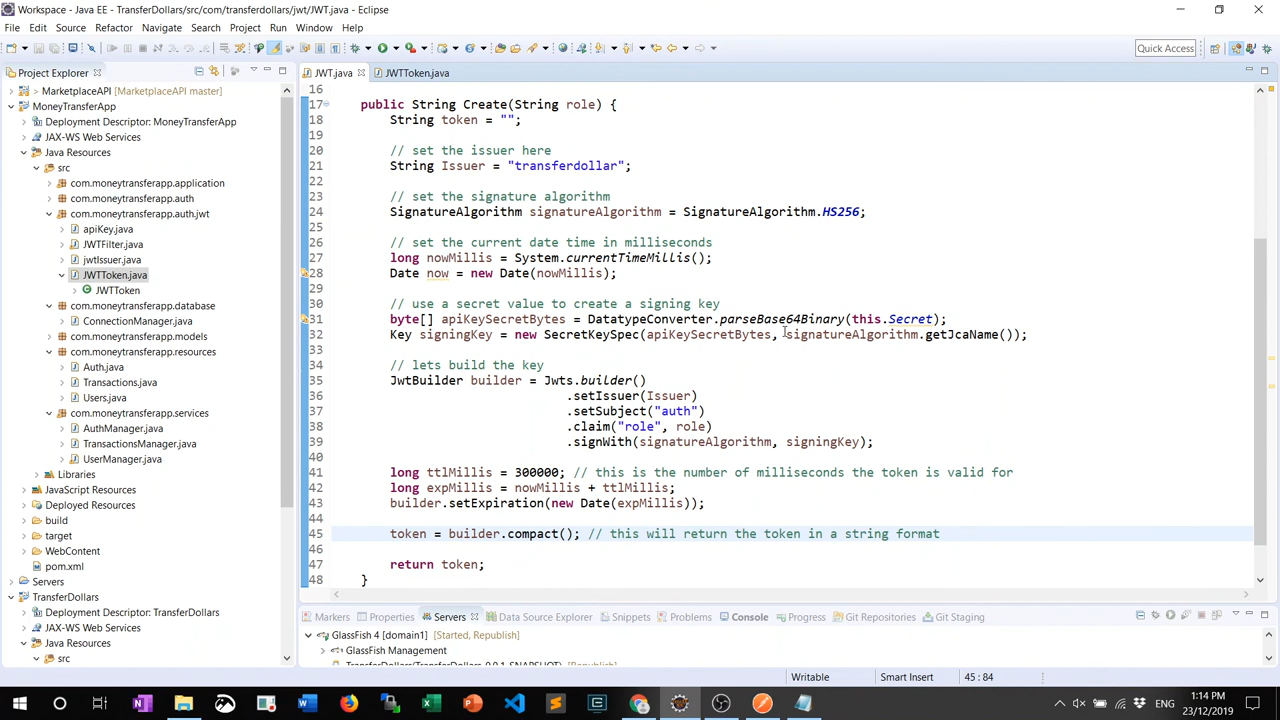 Workspace - Java EE - TransferDollars/src/com/transferdollars/jwt/JWT.java - Eclipse
File Edit Source Refactor Navigate Search Project Run Window Help
Quick Access
Project Explorer
MarketplaceAPI [MarketplaceAPI master]
MoneyTransferApp
Deployment Descriptor: MoneyTransferApp
JAX-WS Web Services
Java Resources
src
com.moneytransferapp.application
com.moneytransferapp.auth
com.moneytransferapp.auth.jwt
apiKey.java
JWTFilter.java
jwtIssuer.java
JWTToken.java
JWTToken
com.moneytransferapp.database
ConnectionManager.java
com.moneytransferapp.models
com.moneytransferapp.resources
Auth.java
Transactions.java
Users.java
com.moneytransferapp.services
AuthManager.java
TransactionsManager.java
UserManager.java
Libraries
JavaScript Resources
Deployed Resources
build
target
WebContent
pom.xml
Servers
TransferDollars
Deployment Descriptor: TransferDollars
JAX-WS Web Services
Java Resources
src
JWT.java JWTToken.java
16
17 public String Create(String role) {
18 String token = "";
19
20 // set the issuer here
21 String Issuer = "transferdollar";
22
23 // set the signature algorithm
24 SignatureAlgorithm signatureAlgorithm = SignatureAlgorithm.HS256;
25
26 // set the current date time in milliseconds
27 long nowMillis = System.currentTimeMillis();
28 Date now = new Date(nowMillis);
29
30 // use a secret value to create a signing key
31 byte[] apiKeySecretBytes = DatatypeConverter.parseBase64Binary(this.Secret);
32 Key signingKey = new SecretKeySpec(apiKeySecretBytes, signatureAlgorithm.getJcaName());
33
34 // lets build the key
35 JwtBuilder builder = Jwts.builder()
36 .setIssuer(Issuer)
37 .setSubject("auth")
38 .claim("role", role)
39 .signWith(signatureAlgorithm, signingKey);
40
41 long ttlMillis = 300000; // this is the number of milliseconds the token is valid for
42 long expMillis = nowMillis + ttlMillis;
43 builder.setExpiration(new Date(expMillis));
44
45 token = builder.compact(); // this will return the token in a string format
46
47 return token;
48 }
Markers Properties Servers Data Source Explorer Snippets Problems Console Progress Git Repositories Git Staging
GlassFish 4 [domain1] [Started, Republish]
GlassFish Management
TransferDollars(TransferDollars-0.0.1-SNAPSHOT) [Republish]
Writable Smart Insert 45 : 84
ENG
1:14 PM
23/12/2019